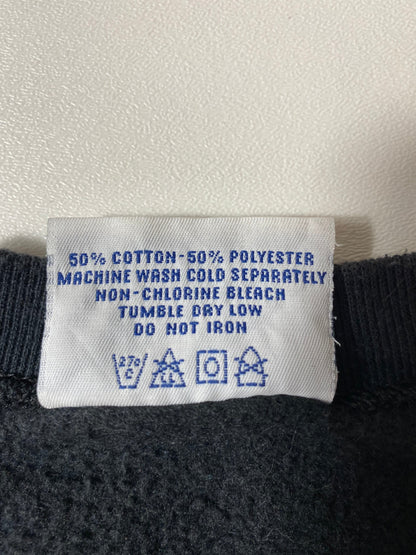 50% COTTON-50% POLYESTER
MACHINE WASH COLD SEPARATELY
NON-CHLORINE BLEACH
TUMBLE DRY LOW
DO NOT IRON